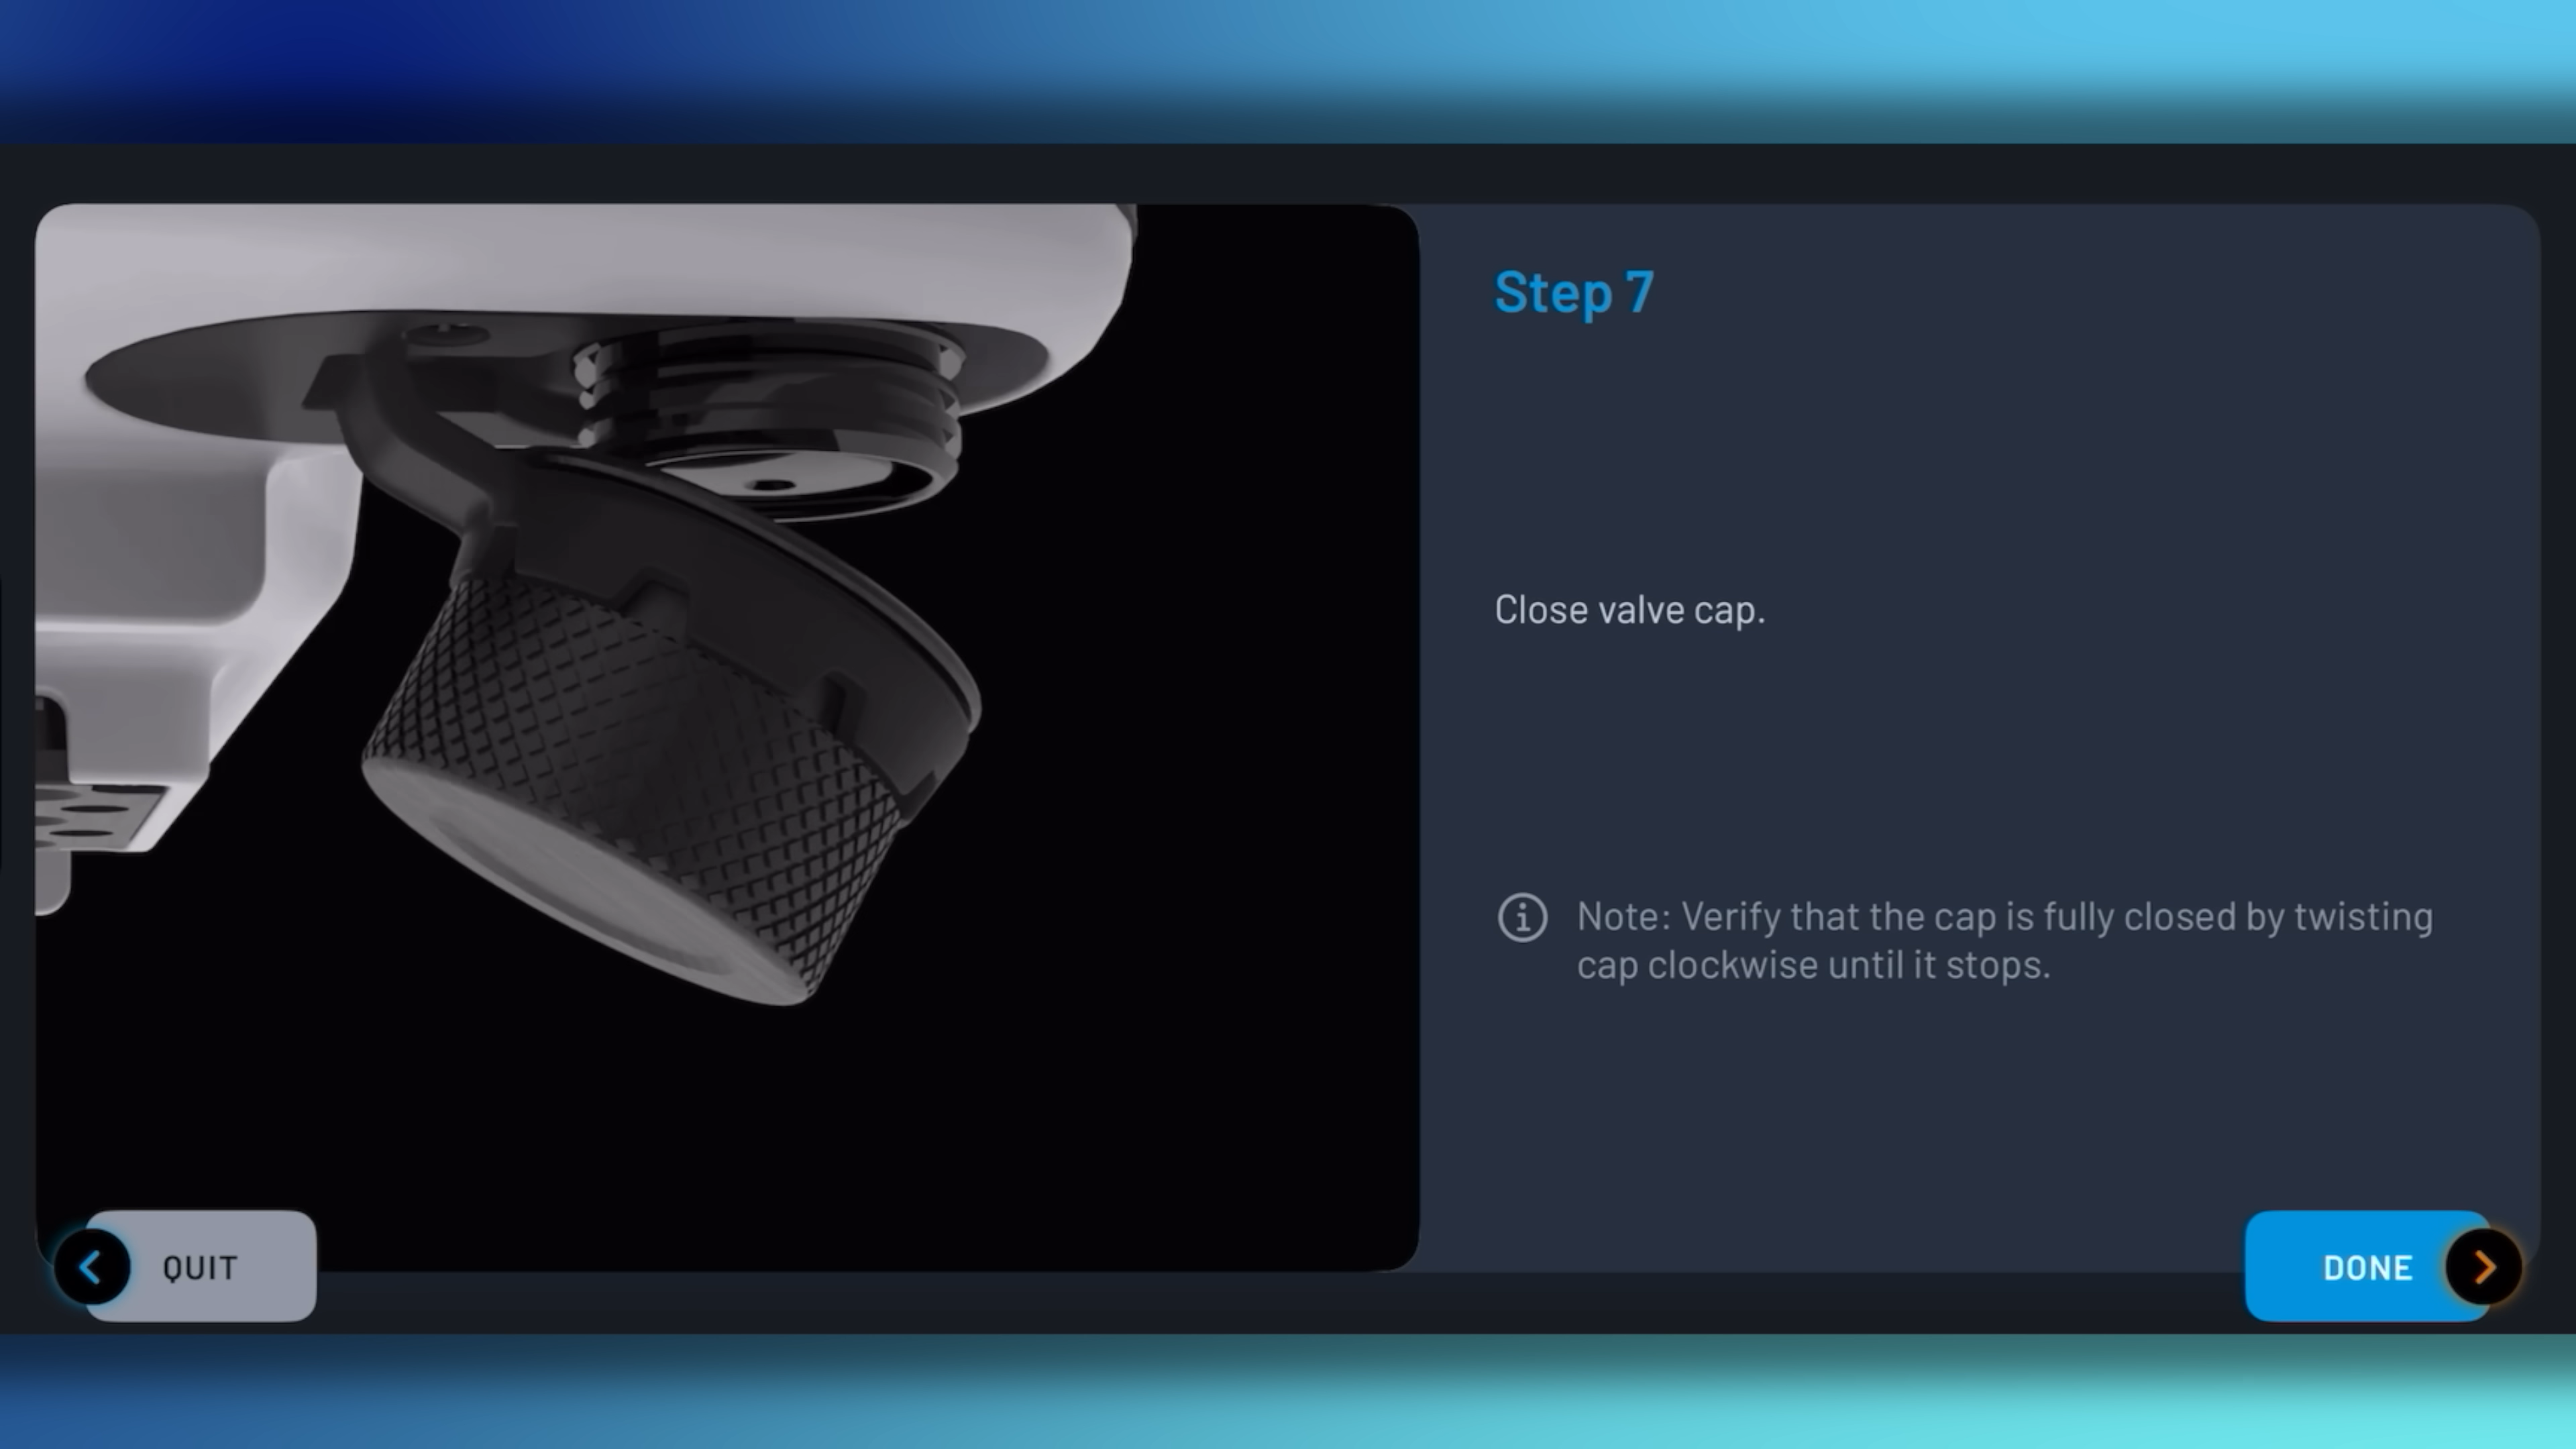 Step 7
Close valve cap.
Note: Verify that the cap is fully closed by twisting
cap clockwise until it stops.
QUIT
DONE